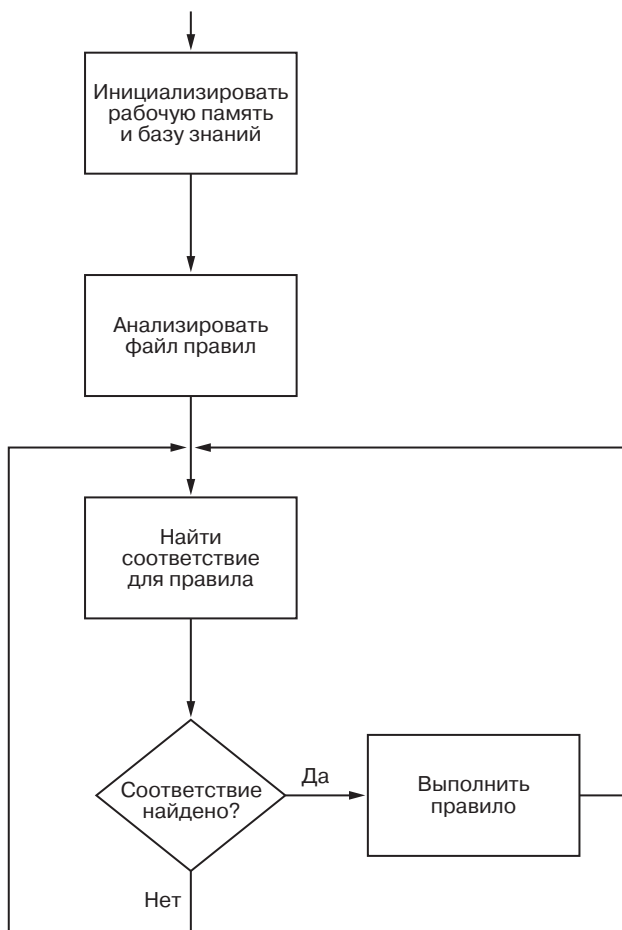 Инициализировать
рабочую память
и базу знаний
Анализировать
файл правил
Найти
соответствие
для правила
Соответствие
найдено?
Да
Выполнить
правило
Нет